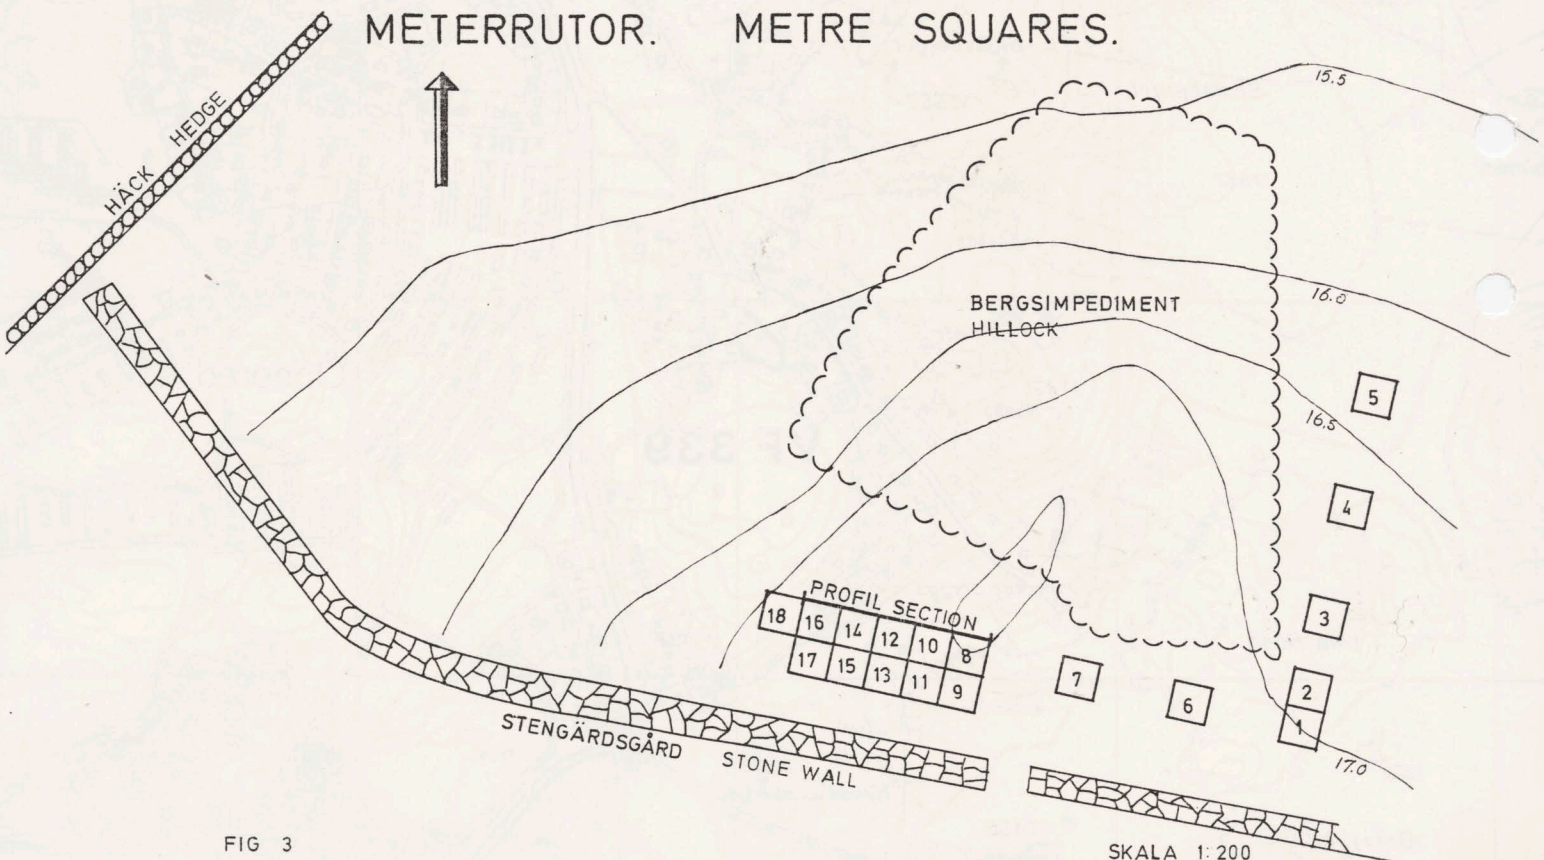 METERRUTOR. METRE SQUARES.
HÄCK HEDGE
15.5
16.0
BERGSIMPEDIMENT
HILLOCK
5
16.5
4
PROFIL SECTION
3
18 16 14 12 10 8
17 15 13 11 9
7
6
2
1
17.0
STENGÄRDSGÅRD STONE WALL
FIG 3
SKALA 1:200